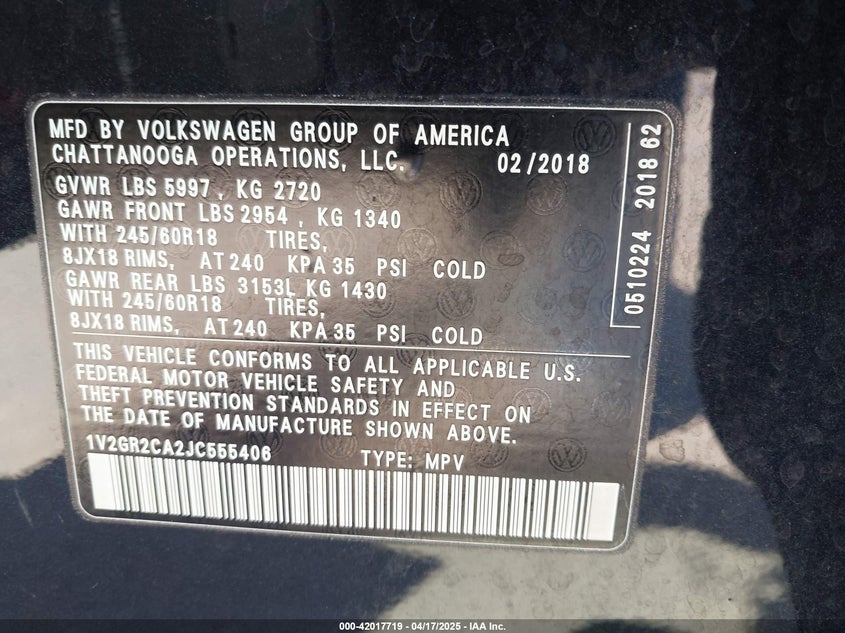 MFD BY VOLKSWAGEN GROUP OF AMERICA
CHATTANOOGA OPERATIONS, LLC. 02/2018
GVWR LBS 5997 , KG 2720
GAWR FRONT LBS 2954 , KG 1340
WITH 245/60R18 TIRES,
8JX18 RIMS, AT 240 KPA 35 PSI COLD
GAWR REAR LBS 3153L KG 1430
WITH 245/60R18 TIRES,
8JX18 RIMS, AT 240 KPA 35 PSI COLD
THIS VEHICLE CONFORMS TO ALL APPLICABLE U.S.
FEDERAL MOTOR VEHICLE SAFETY AND
THEFT PREVENTION STANDARDS IN EFFECT ON
THE DATE OF MANUFACTURE SHOWN ABOVE.
1V2GR2CA2JC555406 TYPE: MPV
0510224 2018 62
000-42017719 - 04/17/2025 - IAA Inc.